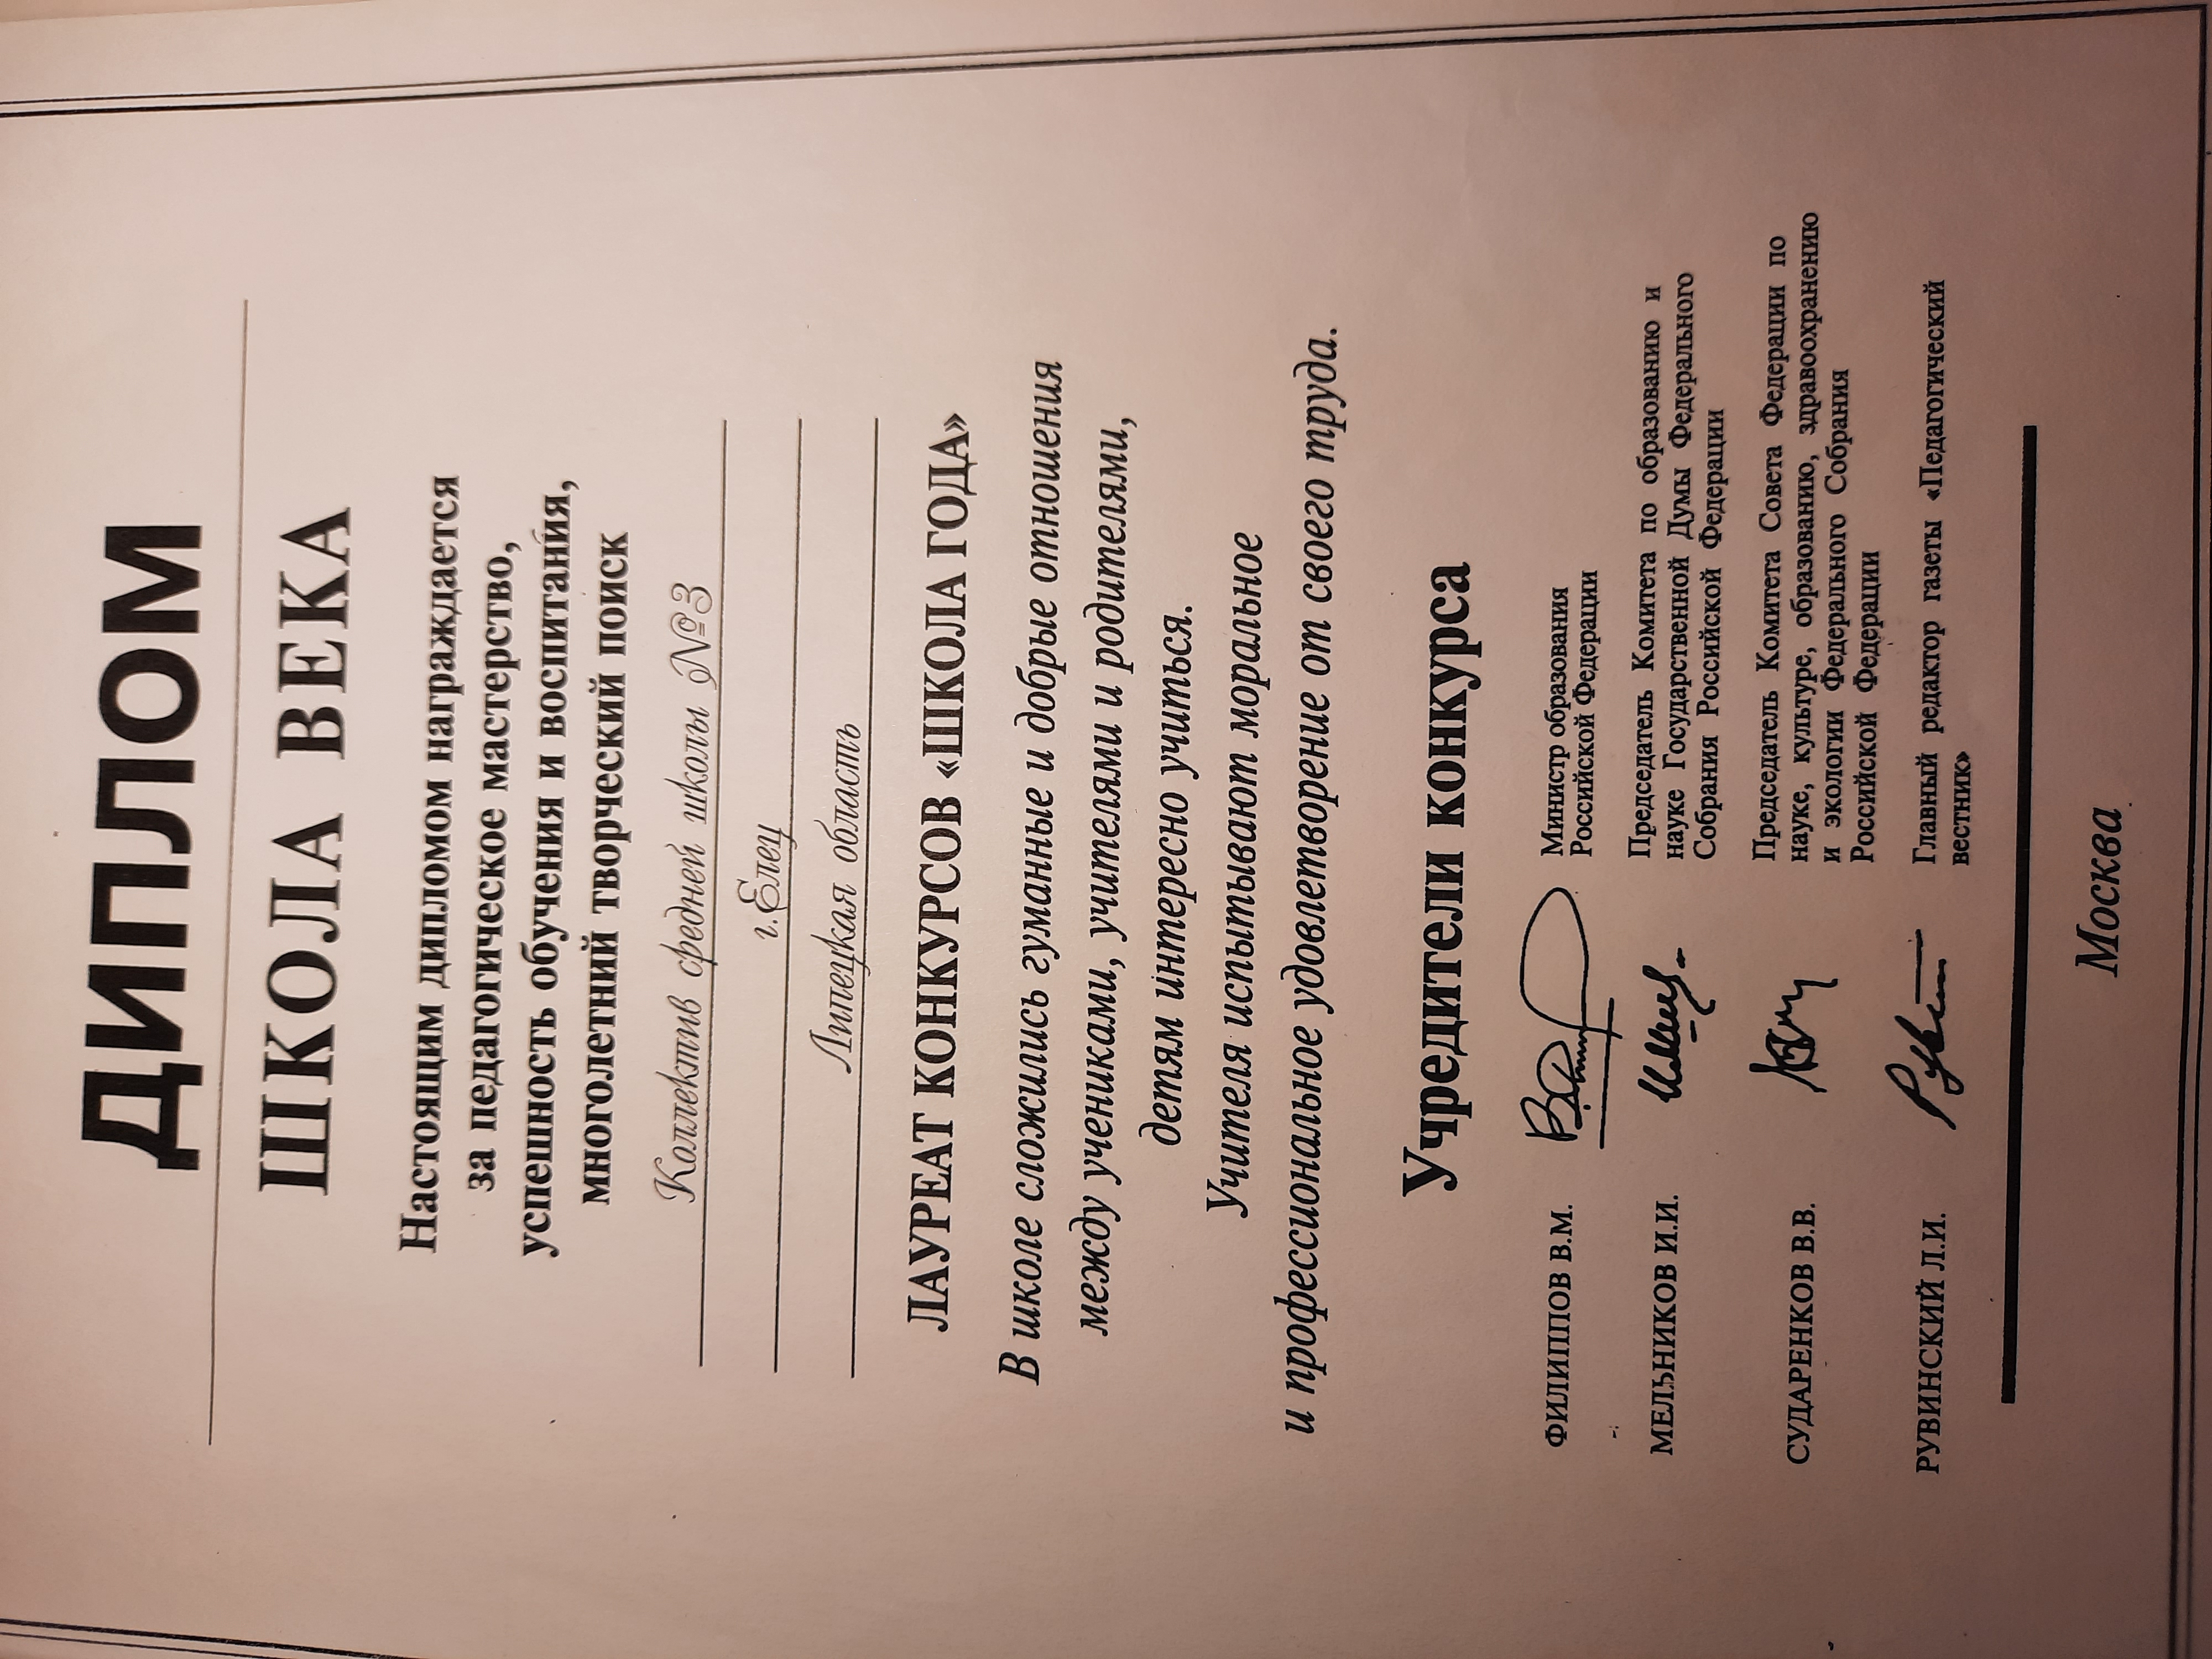 ДИПЛОМ
ШКОЛА ВЕКА
Настоящим дипломом награждается
за педагогическое мастерство,
успешность обучения и воспитания,
многолетний творческий поиск
Коллектив средней школы №3
г. Елец
Липецкая область
ЛАУРЕАТ КОНКУРСОВ «ШКОЛА ГОДА»
В школе сложились гуманные и добрые отношения
между учениками, учителями и родителями,
детям интересно учиться.
Учителя испытывают моральное
и профессиональное удовлетворение от своего труда.
Учредители конкурса
ФИЛИППОВ В.М.
Министр образования
Российской Федерации
МЕЛЬНИКОВ И.И.
Председатель Комитета по образованию и
науке Государственной Думы Федерального
Собрания Российской Федерации
СУДАРЕНКОВ В.В.
Председатель Комитета Совета Федерации по
науке, культуре, образованию, здравоохранению
и экологии Федерального Собрания
Российской Федерации
РУВИНСКИЙ Л.И.
Главный редактор газеты «Педагогический
вестник»
Москва